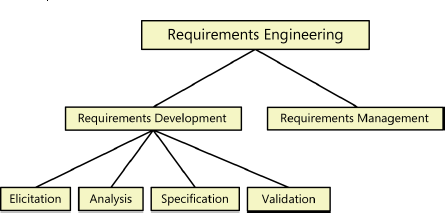 Requirements Engineering
Requirements Development
Requirements Management
Elicitation
Analysis
Specification
Validation